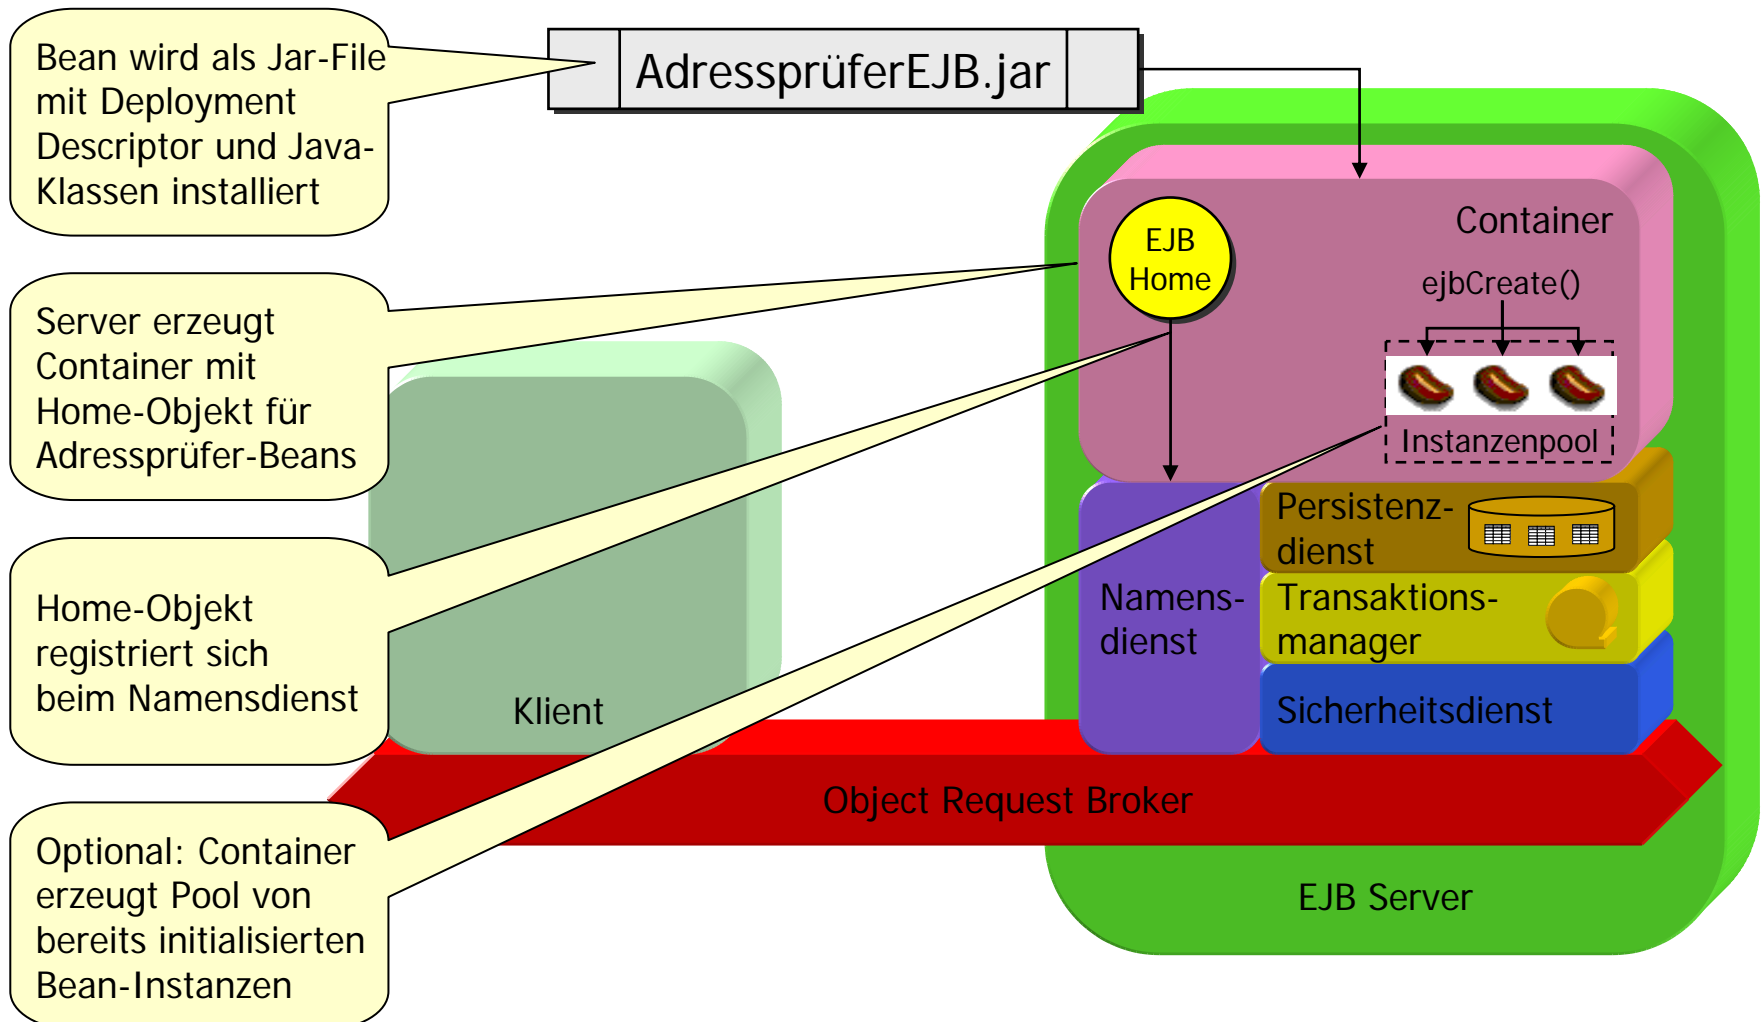 Bean wird als Jar-File
mit Deployment
Descriptor und Java-
Klassen installiert
AdressprüferEJB.jar
Container
EJB
Home
ejbCreate()
Instanzenpool
Server erzeugt
Container mit
Home-Objekt für
Adressprüfer-Beans
Persistenz-
dienst
Namens-
dienst
Transaktions-
manager
Sicherheitsdienst
Home-Objekt
registriert sich
beim Namensdienst
Klient
Object Request Broker
Optional: Container
erzeugt Pool von
bereits initialisierten
Bean-Instanzen
EJB Server